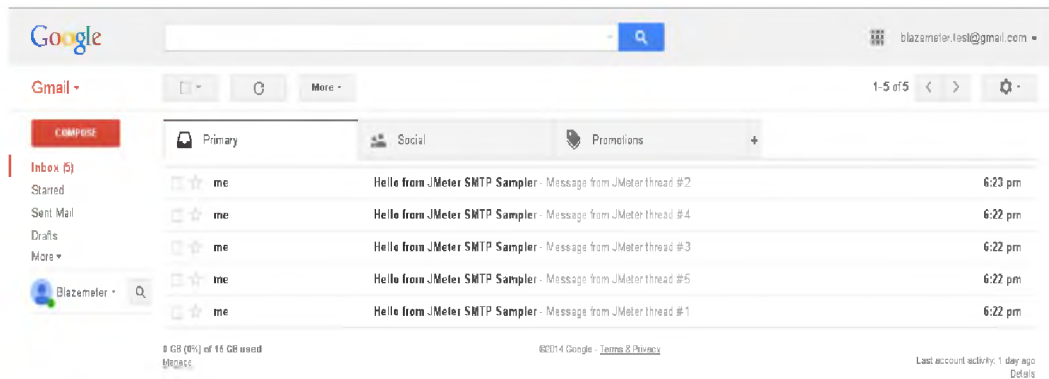 Google
blazemeter.test@gmail.com
Gmail
More
1-5 of 5
COMPOSE
Primary
Social
Promotions
+
Inbox (5)
Starred
Sent Mail
Drafts
More
Blazemeter
me Hello from JMeter SMTP Sampler - Message from JMeter thread #2 6:23 pm
me Hello from JMeter SMTP Sampler - Message from JMeter thread #4 6:22 pm
me Hello from JMeter SMTP Sampler - Message from JMeter thread #3 6:22 pm
me Hello from JMeter SMTP Sampler - Message from JMeter thread #5 6:22 pm
me Hello from JMeter SMTP Sampler - Message from JMeter thread #1 6:22 pm
0 GB (0%) of 15 GB used
Manage
©2014 Google - Terms & Privacy
Last account activity: 1 day ago
Details